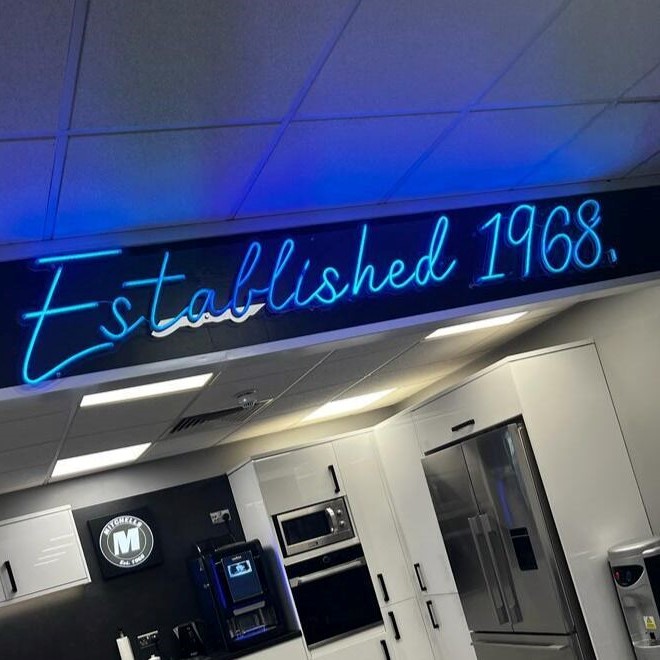 Established 1968.
MITCHELLS
M
Est. 1968